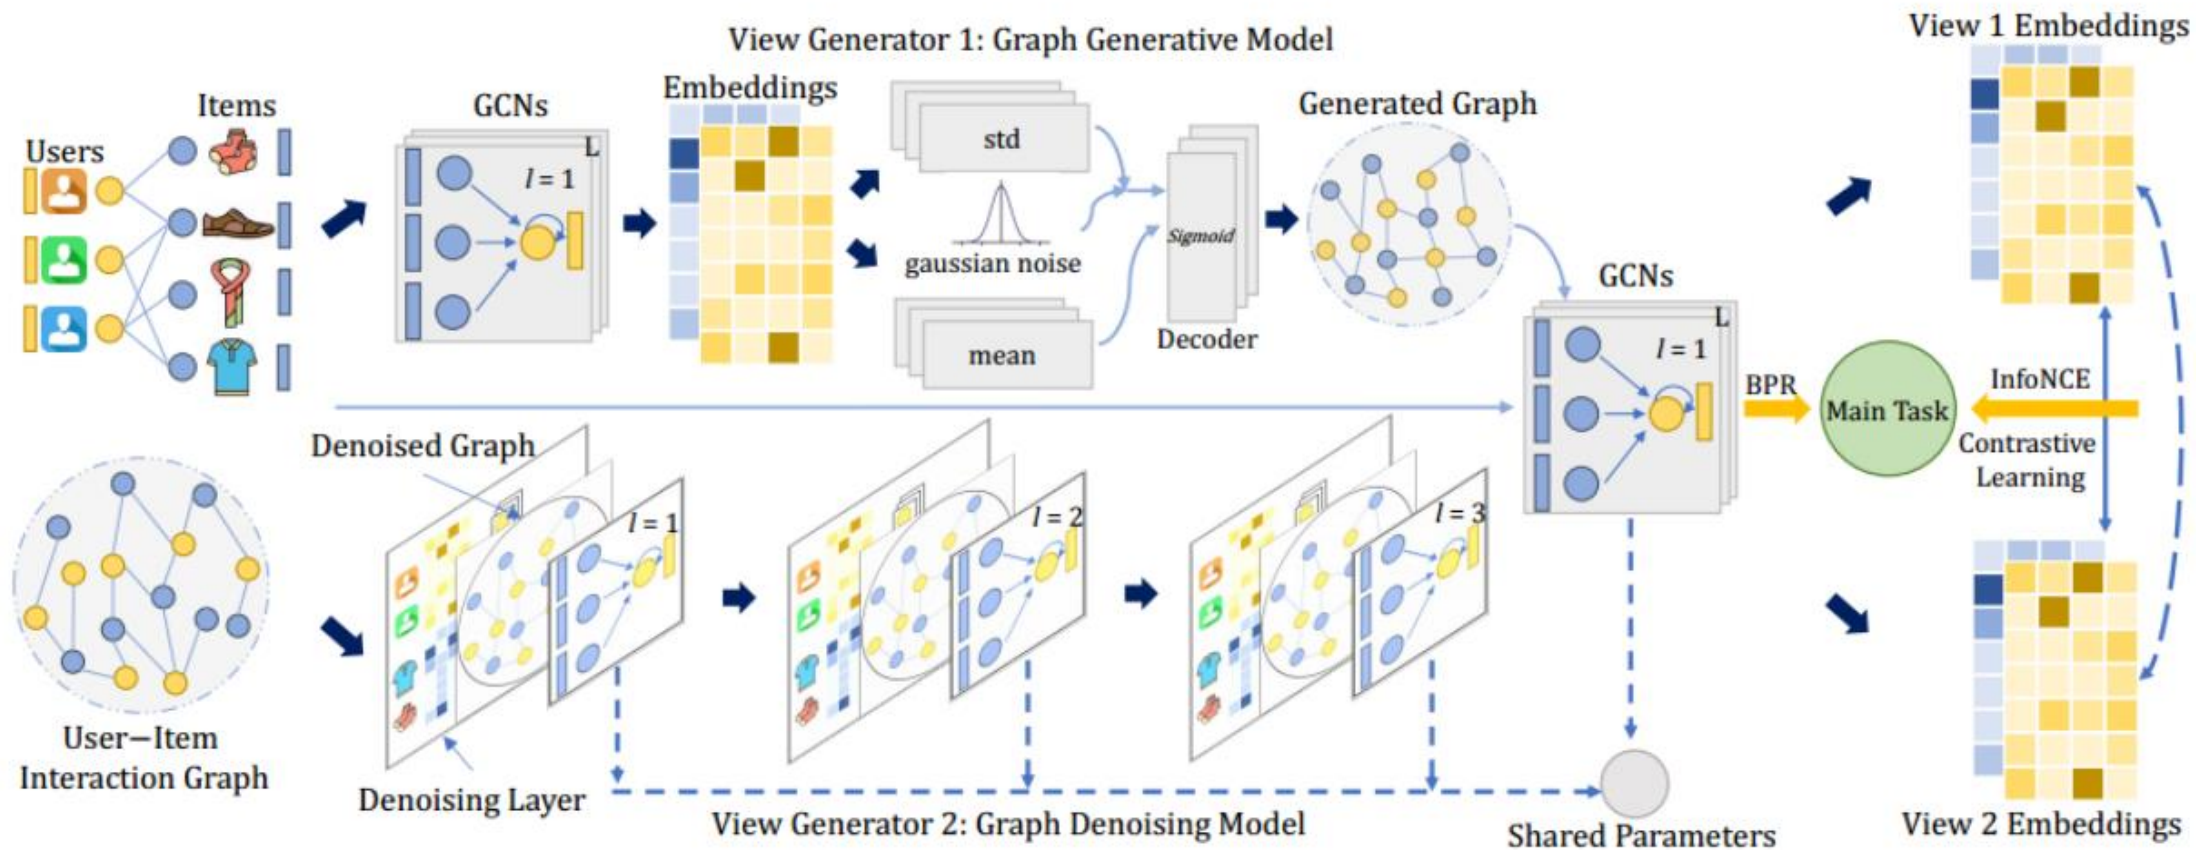 View Generator 1: Graph Generative Model
View 1 Embeddings
Items
GCNs
Embeddings
Users
L
l = 1
std
gaussian noise
mean
Sigmoid
Decoder
Generated Graph
GCNs
L
l = 1
BPR
Main Task
InfoNCE
Contrastive
Learning
Denoised Graph
l = 1
l = 2
l = 3
User−Item
Interaction Graph
Denoising Layer
View Generator 2: Graph Denoising Model
Shared Parameters
View 2 Embeddings